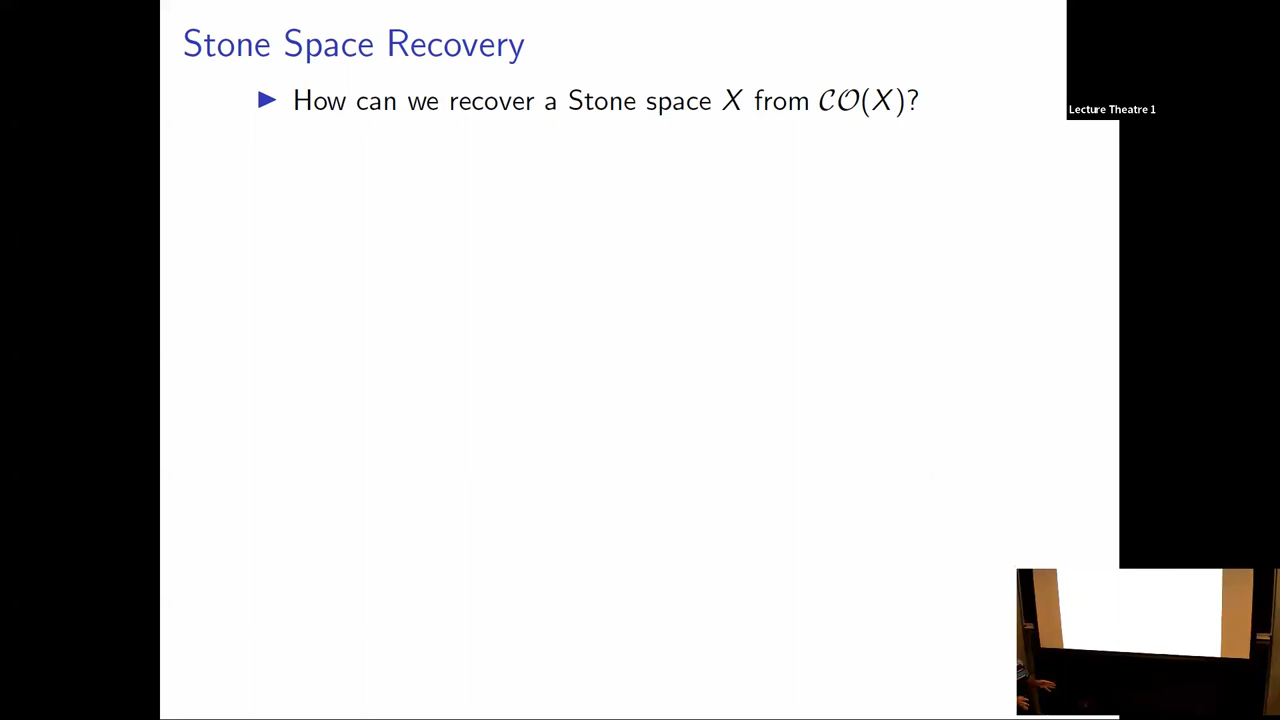 Stone Space Recovery
▶ How can we recover a Stone space X from 𝒞𝒪(X)?
Lecture Theatre 1